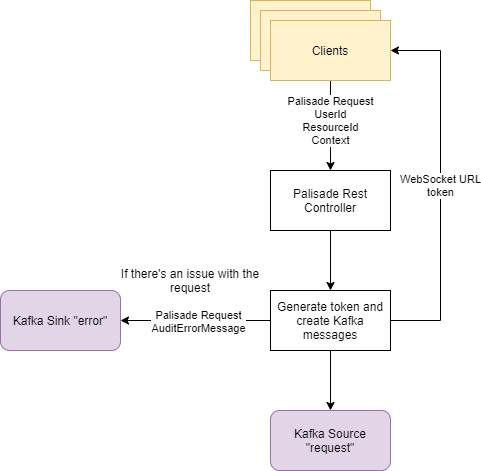 Clients
Palisade Request
UserId
ResourceId
Context
WebSocket URL
token
Palisade Rest
Controller
If there's an issue with the
request
Kafka Sink "error"
Palisade Request
AuditErrorMessage
Generate token and
create Kafka
messages
Kafka Source
"request"